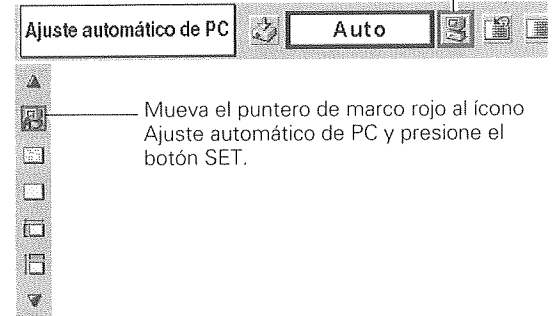 Ajuste automático de PC
Auto
Mueva el puntero de marco rojo al ícono
Ajuste automático de PC y presione el
botón SET.